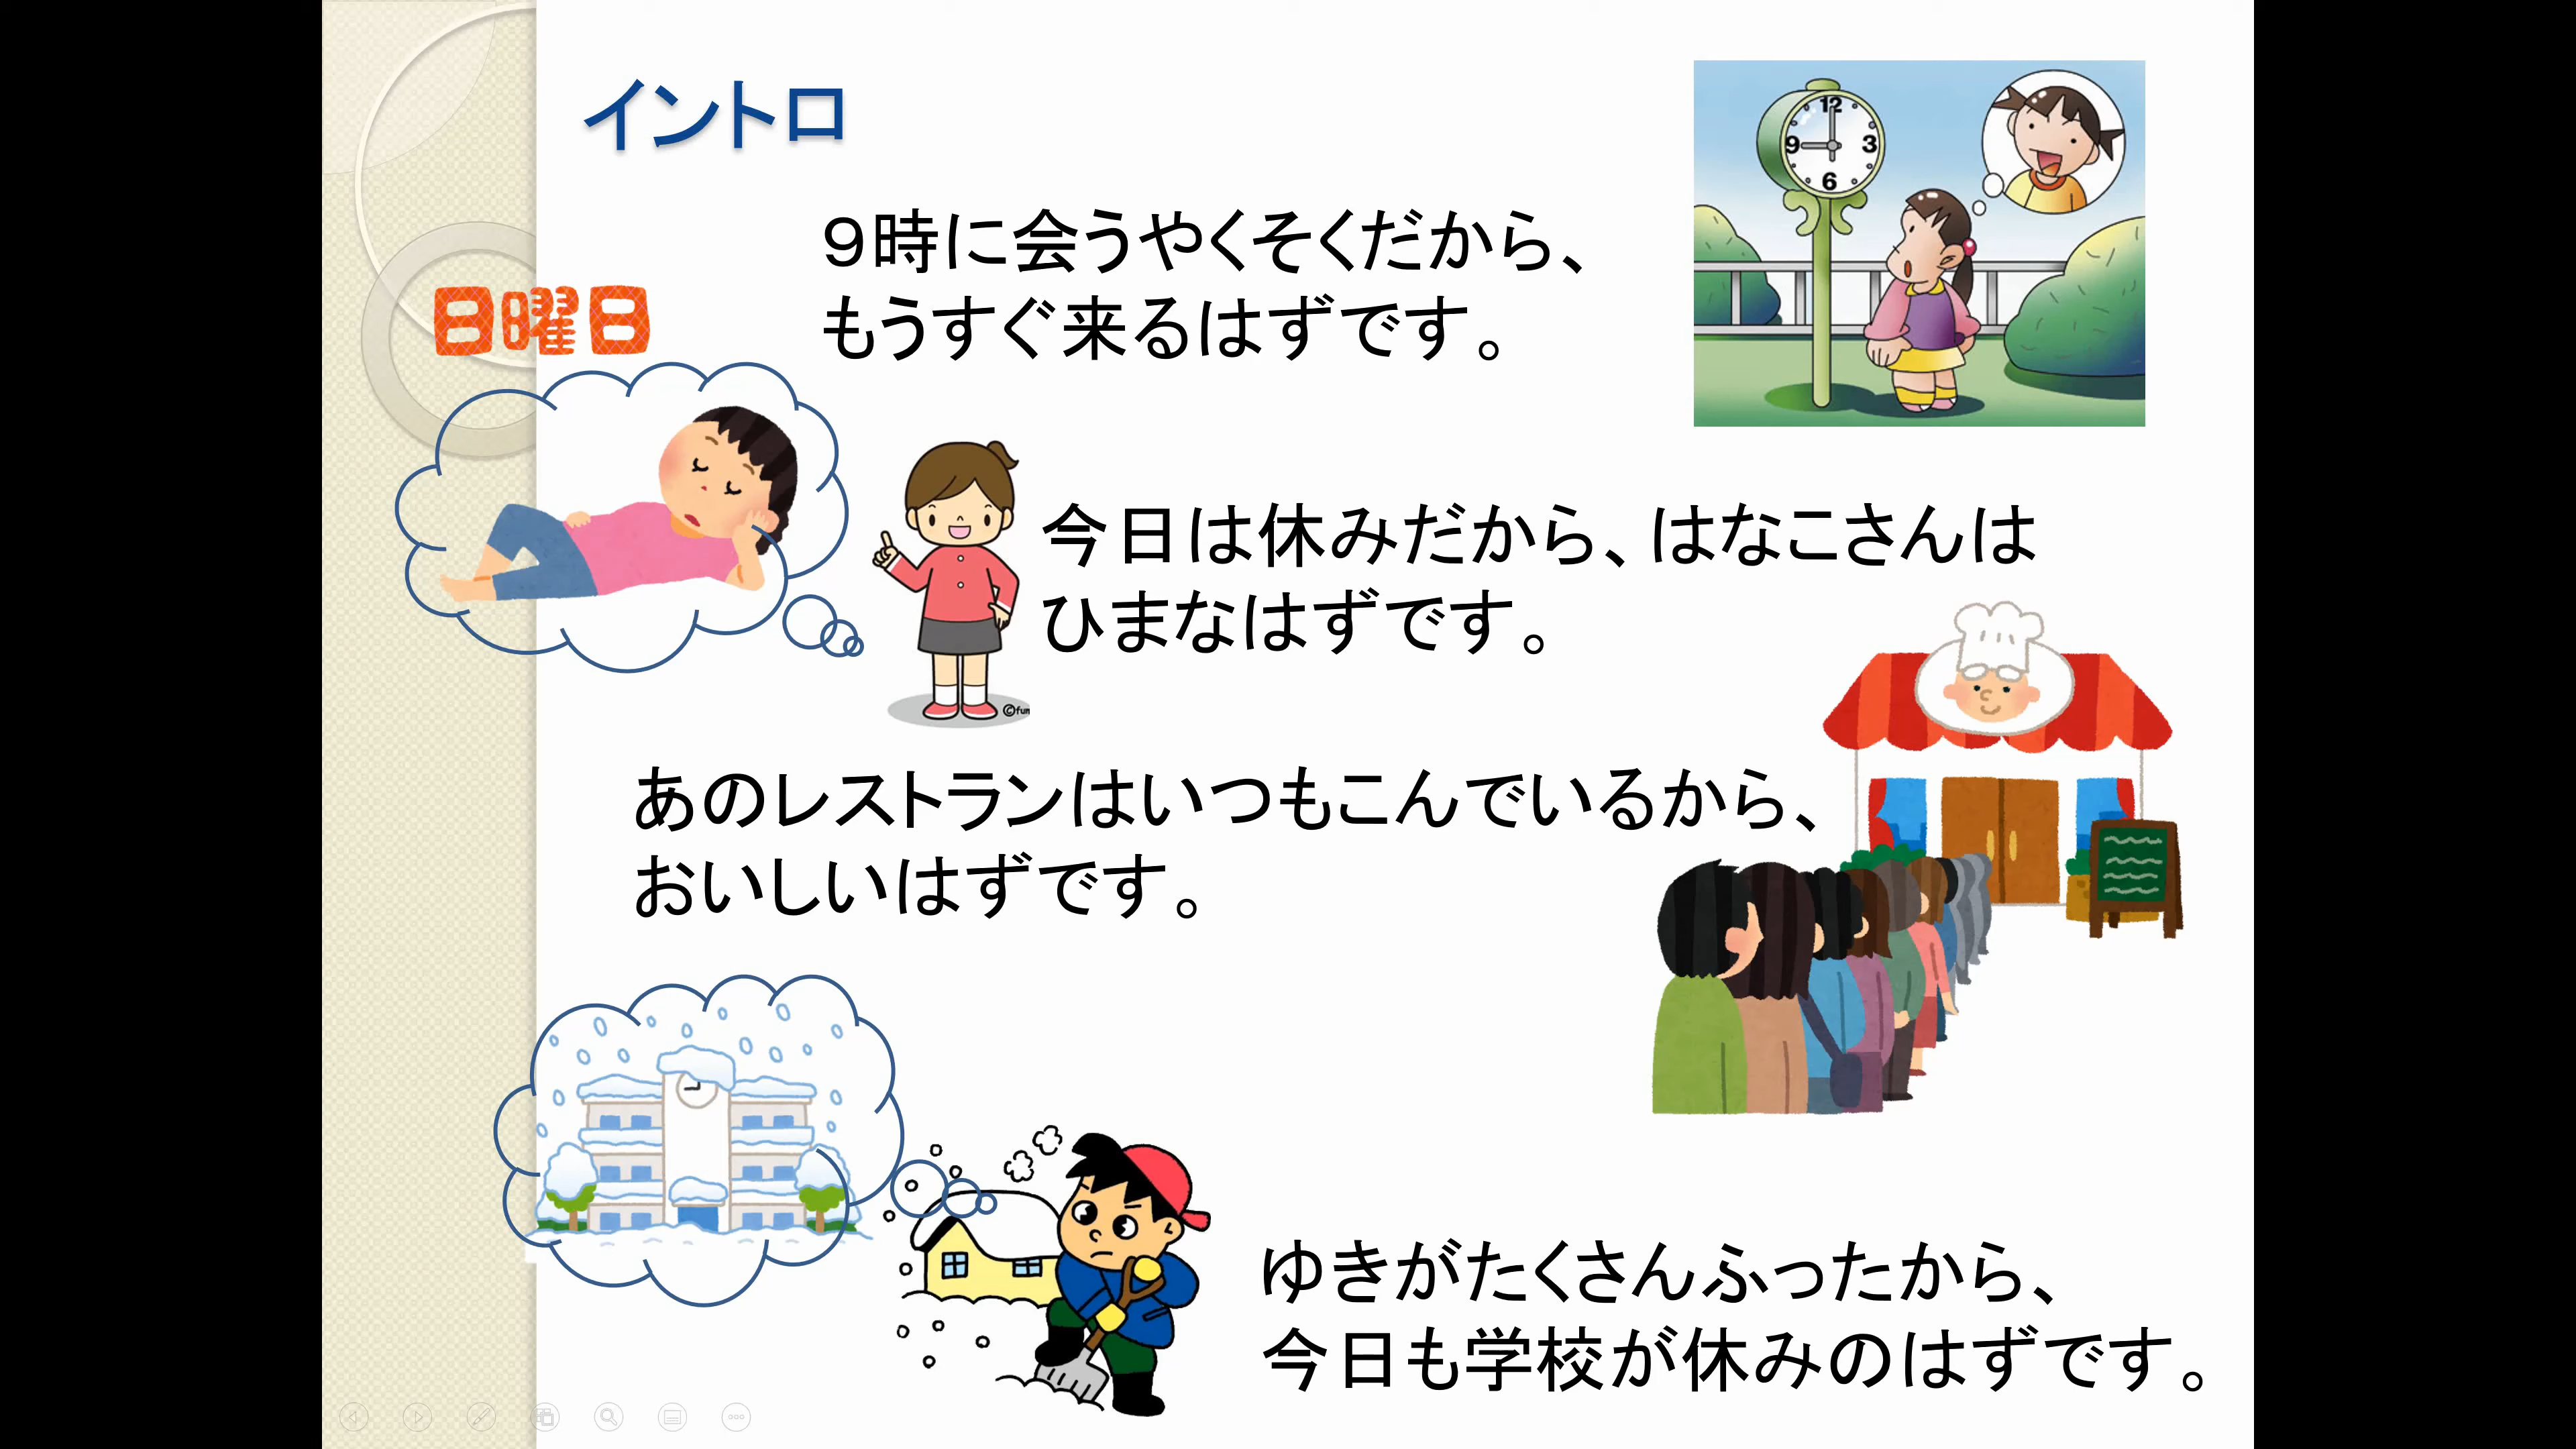 イントロ
9時に会うやくそくだから、
もうすぐ来るはずです。
12
9
3
6
日曜日
今日は休みだから、はなこさんは
ひまなはずです。
©fum
あのレストランはいつもこんでいるから、
おいしいはずです。
ゆきがたくさんふったから、
今日も学校が休みのはずです。